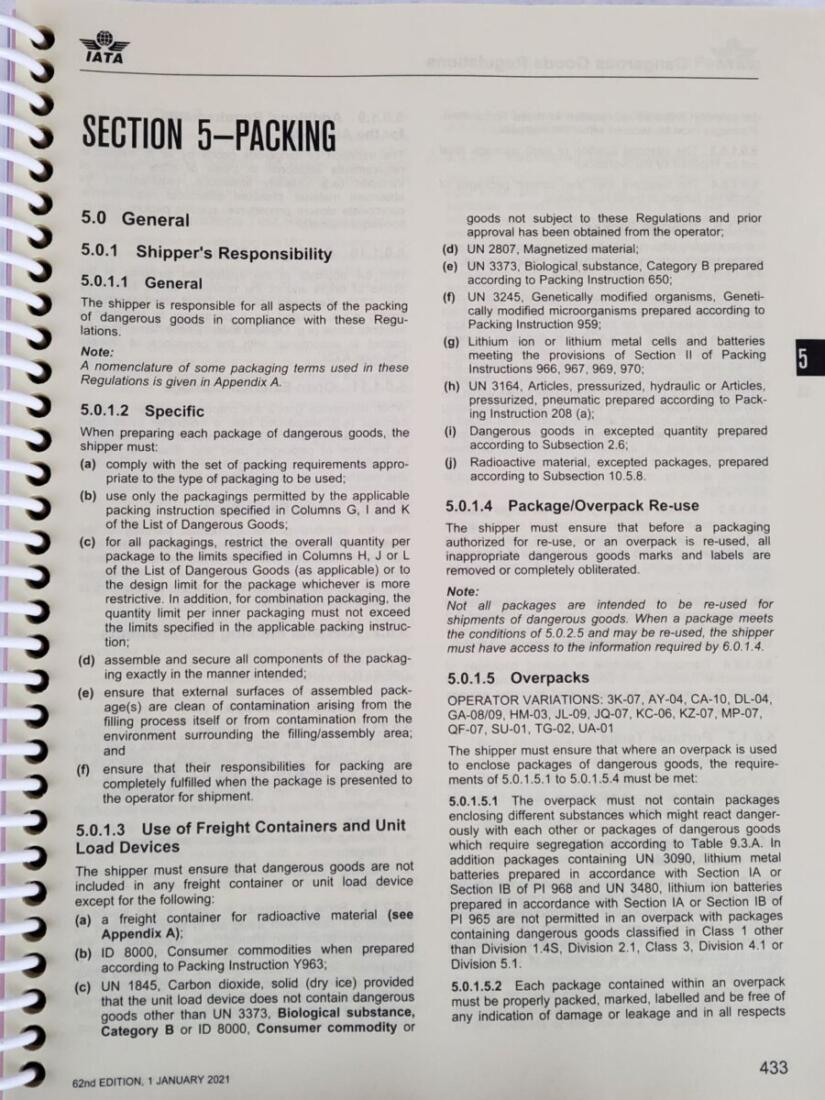 IATA
SECTION 5–PACKING
5.0 General
5.0.1 Shipper's Responsibility
5.0.1.1 General
The shipper is responsible for all aspects of the packing
of dangerous goods in compliance with these Regu-
lations.
Note:
A nomenclature of some packaging terms used in these
Regulations is given in Appendix A.
5.0.1.2 Specific
When preparing each package of dangerous goods, the
shipper must:
(a) comply with the set of packing requirements appro-
priate to the type of packaging to be used;
(b) use only the packagings permitted by the applicable
packing instruction specified in Columns G, I and K
of the List of Dangerous Goods;
(c) for all packagings, restrict the overall quantity per
package to the limits specified in Columns H, J or L
of the List of Dangerous Goods (as applicable) or to
the design limit for the package whichever is more
restrictive. In addition, for combination packaging, the
quantity limit per inner packaging must not exceed
the limits specified in the applicable packing instruc-
tion;
(d) assemble and secure all components of the packag-
ing exactly in the manner intended;
(e) ensure that external surfaces of assembled pack-
age(s) are clean of contamination arising from the
filling process itself or from contamination from the
environment surrounding the filling/assembly area;
and
(f) ensure that their responsibilities for packing are
completely fulfilled when the package is presented to
the operator for shipment.
5.0.1.3 Use of Freight Containers and Unit
Load Devices
The shipper must ensure that dangerous goods are not
included in any freight container or unit load device
except for the following:
(a) a freight container for radioactive material (see
Appendix A);
(b) ID 8000, Consumer commodities when prepared
according to Packing Instruction Y963;
(c) UN 1845, Carbon dioxide, solid (dry ice) provided
that the unit load device does not contain dangerous
goods other than UN 3373, Biological substance,
Category B or ID 8000, Consumer commodity or
goods not subject to these Regulations and prior
approval has been obtained from the operator;
(d) UN 2807, Magnetized material;
(e) UN 3373, Biological substance, Category B prepared
according to Packing Instruction 650;
(f) UN 3245, Genetically modified organisms, Geneti-
cally modified microorganisms prepared according to
Packing Instruction 959;
(g) Lithium ion or lithium metal cells and batteries
meeting the provisions of Section II of Packing
Instructions 966, 967, 969, 970;
(h) UN 3164, Articles, pressurized, hydraulic or Articles,
pressurized, pneumatic prepared according to Pack-
ing Instruction 208 (a);
(i) Dangerous goods in excepted quantity prepared
according to Subsection 2.6;
(j) Radioactive material, excepted packages, prepared
according to Subsection 10.5.8.
5.0.1.4 Package/Overpack Re-use
The shipper must ensure that before a packaging
authorized for re-use, or an overpack is re-used, all
inappropriate dangerous goods marks and labels are
removed or completely obliterated.
Note:
Not all packages are intended to be re-used for
shipments of dangerous goods. When a package meets
the conditions of 5.0.2.5 and may be re-used, the shipper
must have access to the information required by 6.0.1.4.
5.0.1.5 Overpacks
OPERATOR VARIATIONS: 3K-07, AY-04, CA-10, DL-04,
GA-08/09, HM-03, JL-09, JQ-07, KC-06, KZ-07, MP-07,
QF-07, SU-01, TG-02, UA-01
The shipper must ensure that where an overpack is used
to enclose packages of dangerous goods, the require-
ments of 5.0.1.5.1 to 5.0.1.5.4 must be met:
5.0.1.5.1 The overpack must not contain packages
enclosing different substances which might react danger-
ously with each other or packages of dangerous goods
which require segregation according to Table 9.3.A. In
addition packages containing UN 3090, lithium metal
batteries prepared in accordance with Section IA or
Section IB of PI 968 and UN 3480, lithium ion batteries
prepared in accordance with Section IA or Section IB of
PI 965 are not permitted in an overpack with packages
containing dangerous goods classified in Class 1 other
than Division 1.4S, Division 2.1, Class 3, Division 4.1 or
Division 5.1.
5.0.1.5.2 Each package contained within an overpack
must be properly packed, marked, labelled and be free of
any indication of damage or leakage and in all respects
5
62nd EDITION, 1 JANUARY 2021
433